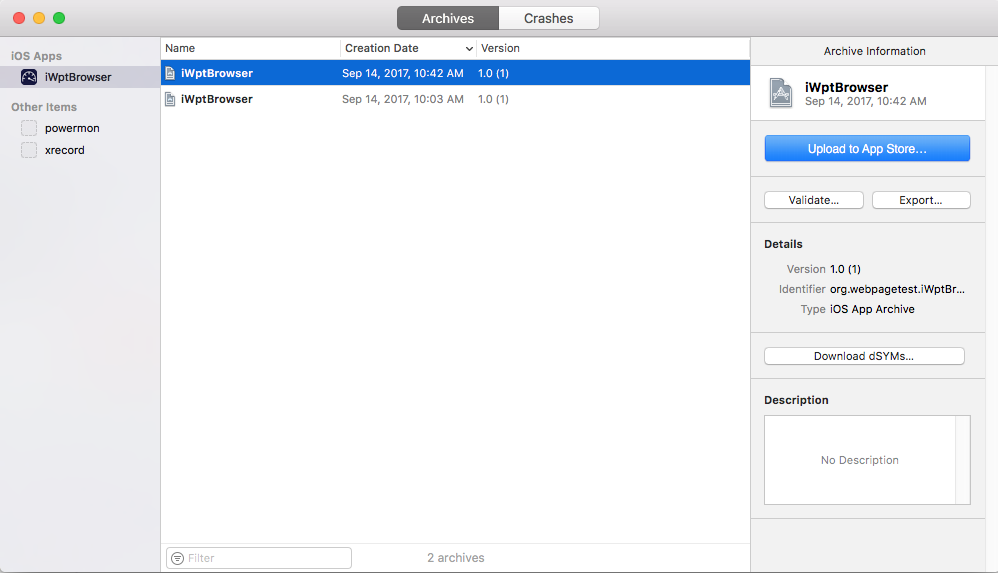 Archives Crashes
iOS Apps
iWptBrowser
Other Items
powermon
xrecord
Name Creation Date Version
iWptBrowser Sep 14, 2017, 10:42 AM 1.0 (1)
iWptBrowser Sep 14, 2017, 10:03 AM 1.0 (1)
Filter 2 archives
Archive Information
iWptBrowser
Sep 14, 2017, 10:42 AM
Upload to App Store...
Validate... Export...
Details
Version 1.0 (1)
Identifier org.webpagetest.iWptBr...
Type iOS App Archive
Download dSYMs...
Description
No Description